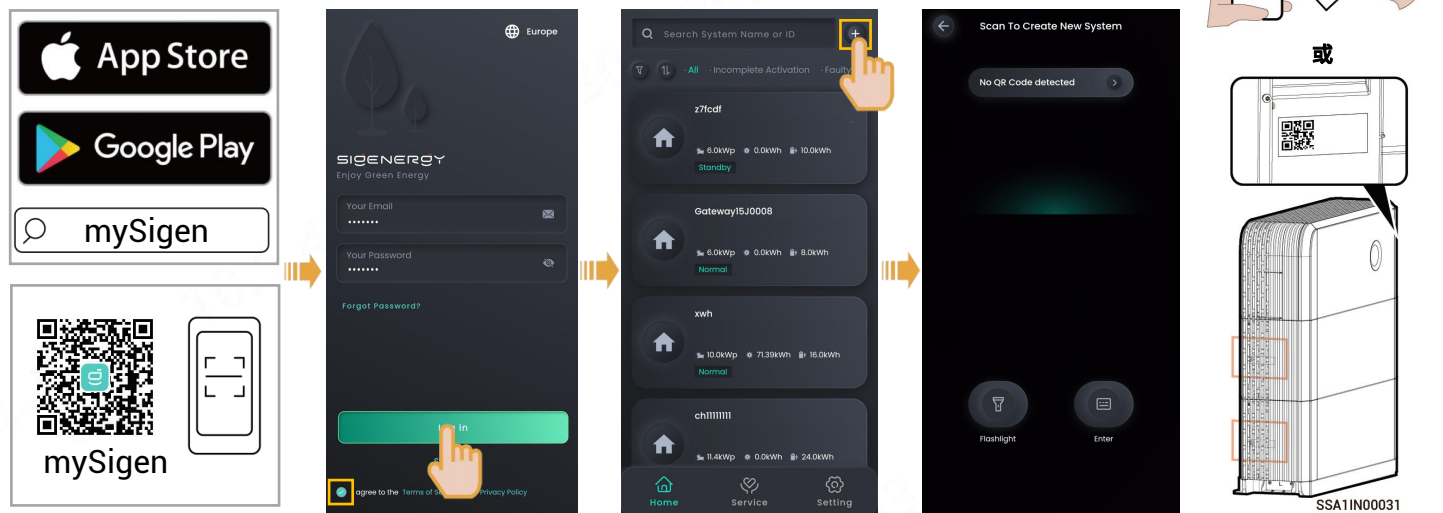 App Store
Google Play
mySigen
mySigen
Europe
SIGENERGY
Enjoy Green Energy
Your Email
Your Password
Forgot Password?
in
agree to the Terms of Privacy Policy
Search System Name or ID
All · Incomplete Activation · Faulty
z7fcdf
6.0kWp 0.0kWh 10.0kWh
Standby
Gateway15J0008
6.0kWp 0.0kWh 8.0kWh
Normal
xwh
10.0kWp 71.39kWh 16.0kWh
Normal
ch11111111
11.4kWp 0.0kWh 24.0kWh
Home Service Setting
Scan To Create New System
No QR Code detected
Flashlight Enter
或
SSA1IN00031